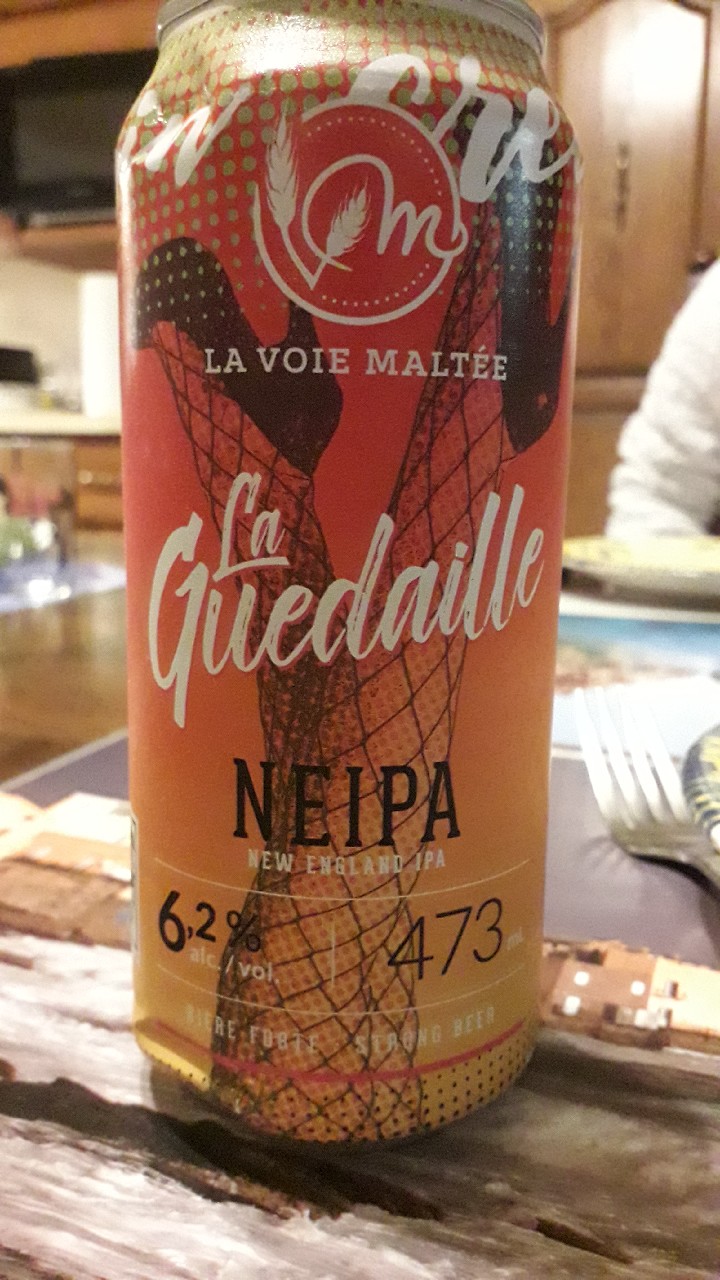 m
LA VOIE MALTÉE
La
Guedaille
NEIPA
NEW ENGLAND IPA
6,2 % alc. / vol. 473 mL
BIÈRE FORTE STRONG BEER